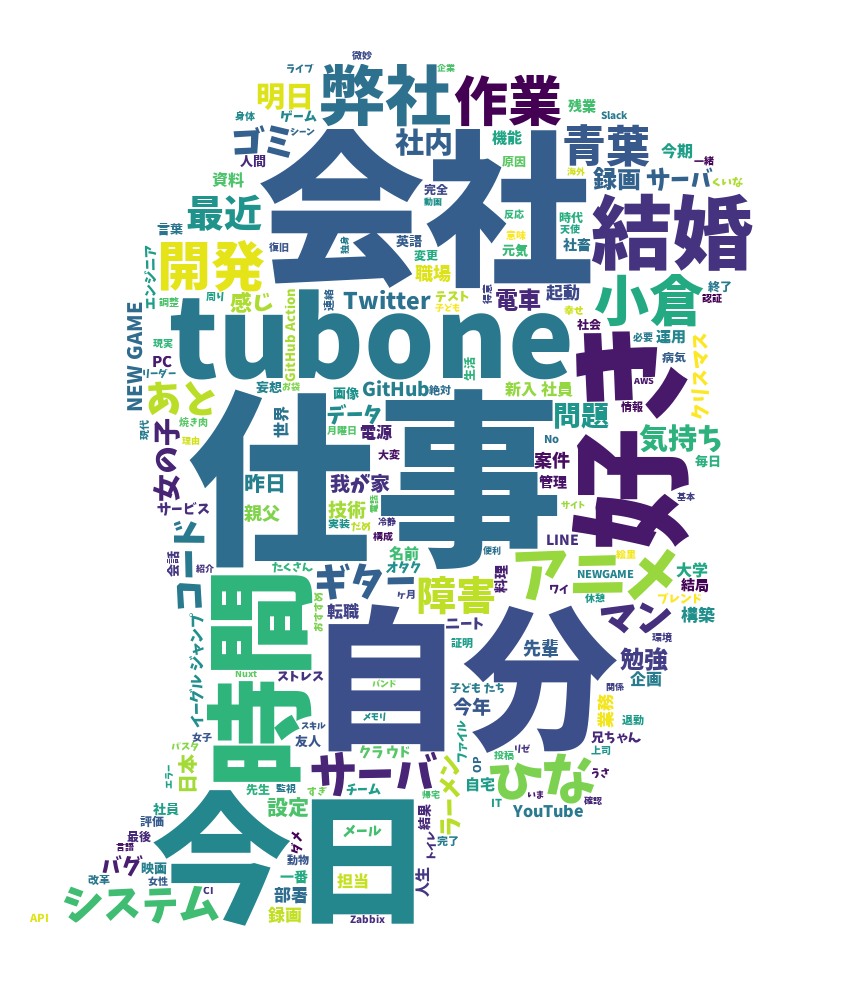 微妙
ライブ
企業
弊社
作業
明日
残業
身体
ゲーム
Slack
ゴミ
シーン
社内
機能
青葉
今期
人間
原因
一緒
会社
資料
完全
海外
録画
サーバ
くいな
動画
最近
結婚
言葉
反応
時代
天使
英語
独身
意味
元気
社畜
復旧
変更
開発
職場
エンジニア
調整
周り
感じ
連絡
Twitter
テスト
子ども
特意
電車
起動
小倉
終了
認証
幸せ
NEW GAME
GitHub Action
tubone
社会
必要
運用
現実
PC
リーダー
生活
病気
クリスマス
好き
AWS
妄想
お袋
画像
GitHub
絶対
新入 社員
情報
あと
世界
データ
問題
焼き肉
現代
月曜日
電源
No
気持ち
女の子
理由
仕事
大変
案件
毎日
昨日
我が家
管理
基本
サービス
親父
技術
電話
サイト
実装
だめ
冷静
構成
LINE
コード
便利
会話
紹介
たくさん
名前
オタク
絵里
アニメ
NEWGAME
大学
ギター
料理
ワイ
結局
時間
おすすめ
転職
障害
ヶ月
休憩
ブレンド
マン
構築
ニート
環境
イーグル ジャンプ
自分
証明
先輩
勉強
Nuxt
ストレス
バンド
子ども たち
関係
企画
今年
業務
メモリ
スキル
退勤
女子
友人
ファイル
兄ちゃん
パスタ
クラウド
投稿
リゼ
上司
日本
サーバ
OP
うさ
エラー
ラーメン
自宅
ひな
先生
監視
すぎ
チーム
帰宅
いま
確認
IT
社員
今日
設定
結果
YouTube
評価
メール
最後
ダメ
トイレ
完了
言語
バグ
映画
動物
改革
女性
一番
担当
人生
CI
部署
システム
録画
API
Zabbix